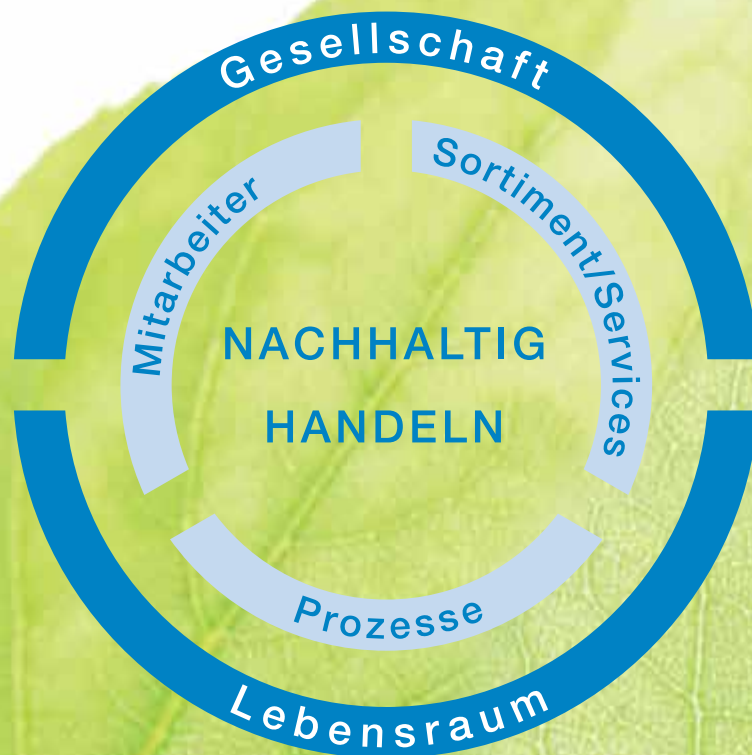 Gesellschaft
Mitarbeiter
Sortiment/Services
NACHHALTIG
HANDELN
Prozesse
Lebensraum